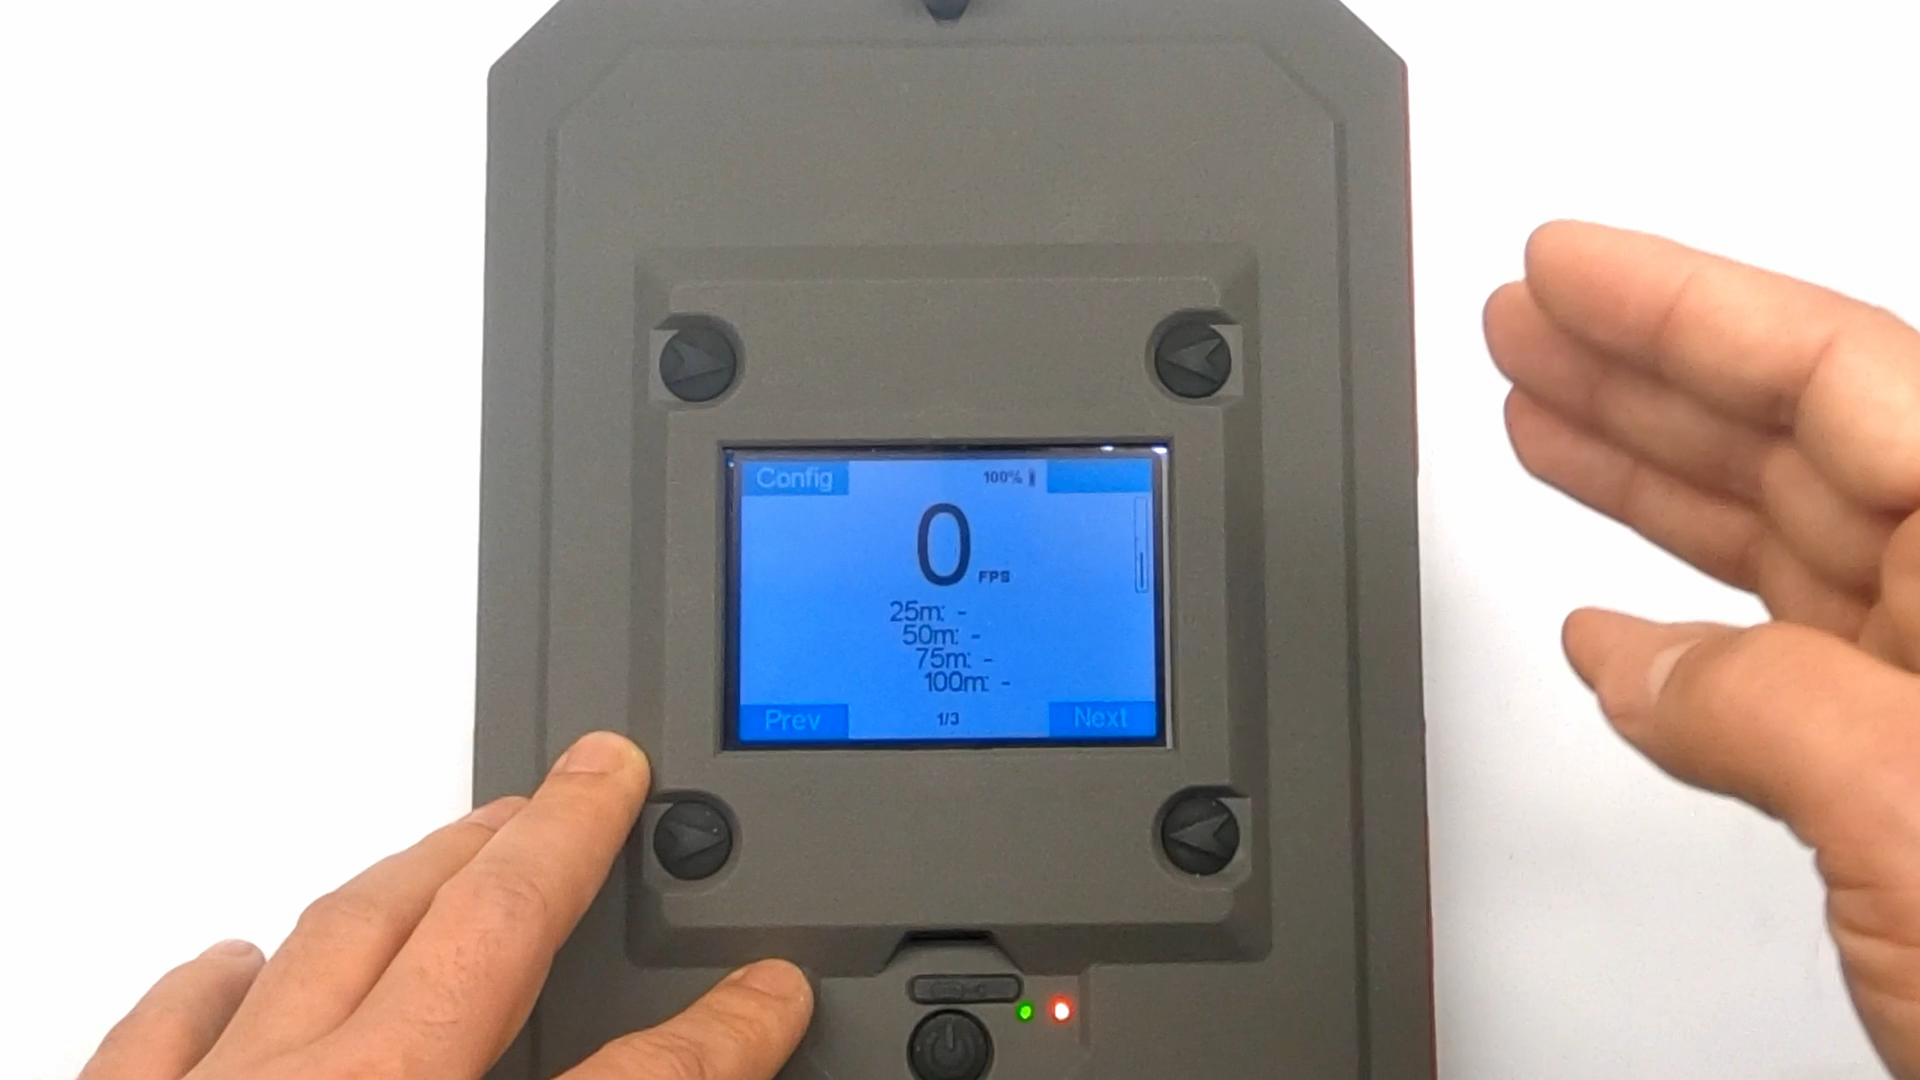 Config
100%
0 FPS
25m: -
50m: -
75m: -
100m: -
Prev
1/3
Next